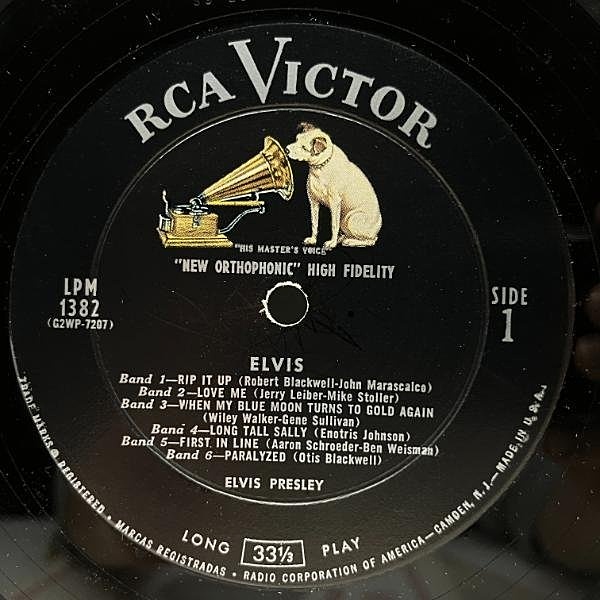 RCA VICTOR
"HIS MASTER'S VOICE"
"NEW ORTHOPHONIC" HIGH FIDELITY
LPM
1382
(G2WP-7207)
SIDE
1
ELVIS
Band 1—RIP IT UP (Robert Blackwell-John Marascalco)
Band 2—LOVE ME (Jerry Leiber-Mike Stoller)
Band 3—WHEN MY BLUE MOON TURNS TO GOLD AGAIN
(Wiley Walker-Gene Sullivan)
Band 4—LONG TALL SALLY (Enotris Johnson)
Band 5—FIRST IN LINE (Aaron Schroeder-Ben Weisman)
Band 6—PARALYZED (Otis Blackwell)
ELVIS PRESLEY
LONG 33⅓ PLAY
TRADE MARKS ® REGISTERED • MARCAS REGISTRADAS • RADIO CORPORATION OF AMERICA—CAMDEN, N. J.—MADE IN U. S. A.